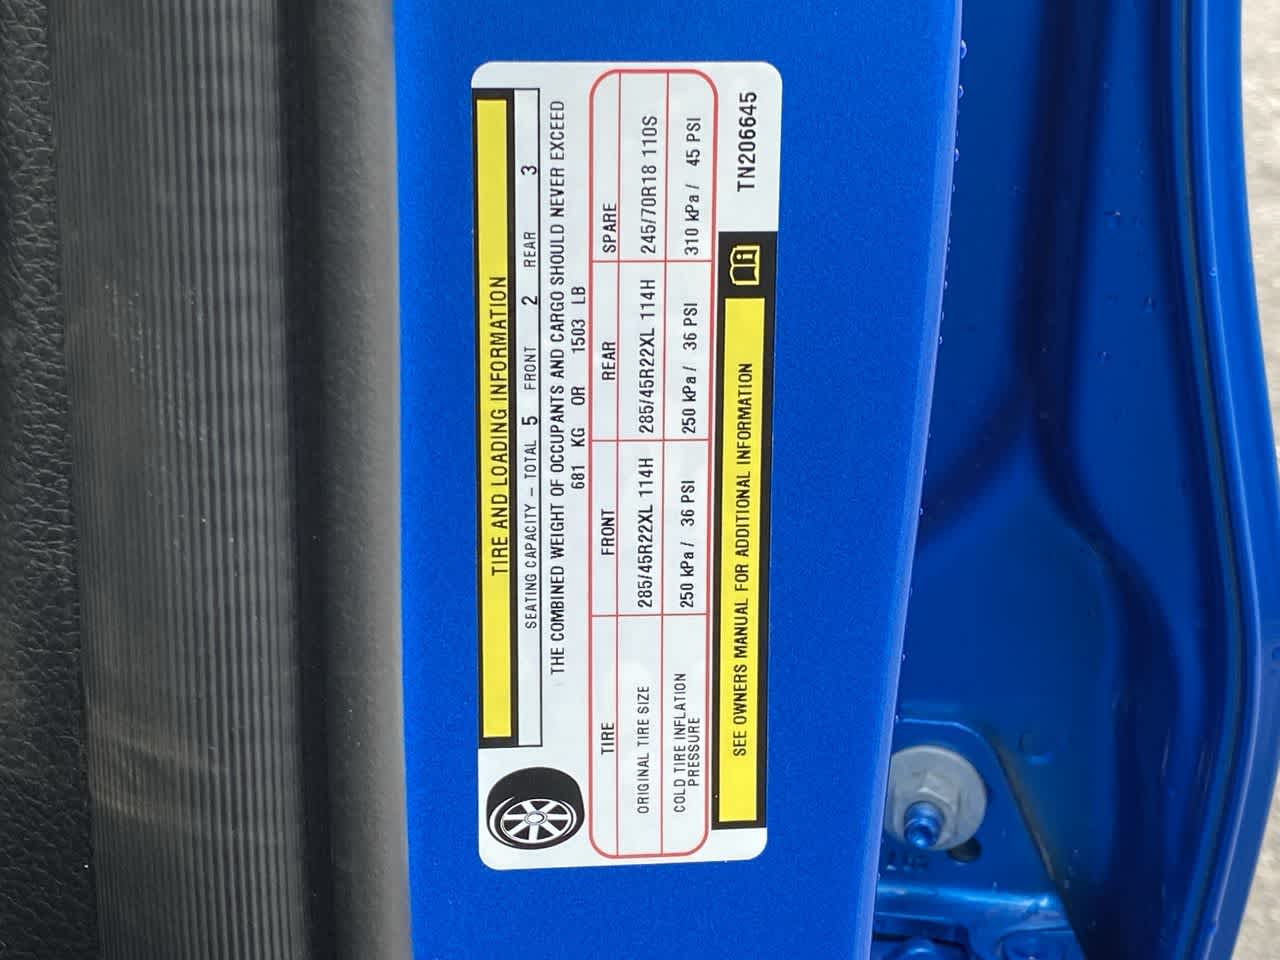 TIRE AND LOADING INFORMATION
SEATING CAPACITY – TOTAL 5 FRONT 2 REAR 3
THE COMBINED WEIGHT OF OCCUPANTS AND CARGO SHOULD NEVER EXCEED
681 KG OR 1503 LB
TIRE FRONT REAR SPARE
ORIGINAL TIRE SIZE 285/45R22XL 114H 285/45R22XL 114H 245/70R18 110S
COLD TIRE INFLATION PRESSURE 250 kPa / 36 PSI 250 kPa / 36 PSI 310 kPa / 45 PSI
SEE OWNERS MANUAL FOR ADDITIONAL INFORMATION
TN206645